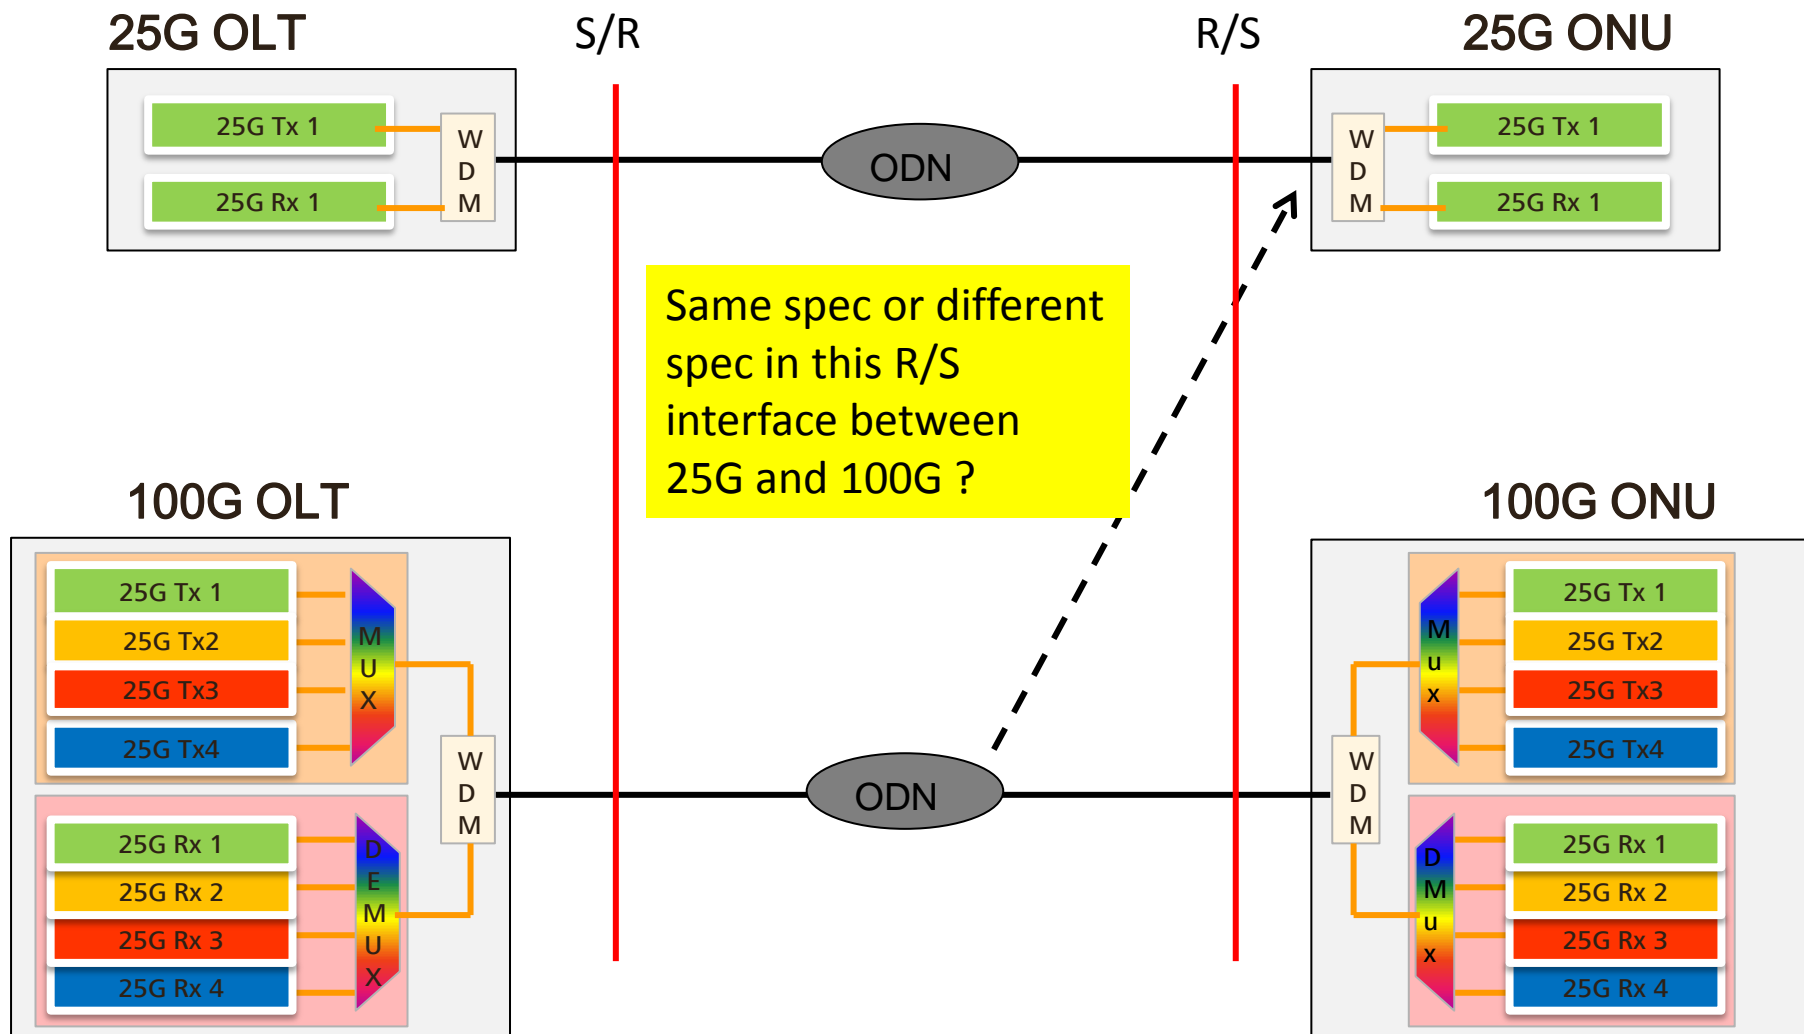 25G OLT
S/R
R/S
25G ONU
25G Tx 1
25G Rx 1
W
D
M
ODN
W
D
M
25G Tx 1
25G Rx 1
Same spec or different
spec in this R/S
interface between
25G and 100G ?
100G OLT
100G ONU
25G Tx 1
25G Tx2
25G Tx3
25G Tx4
M
U
X
25G Rx 1
25G Rx 2
25G Rx 3
25G Rx 4
D
E
M
U
X
W
D
M
ODN
W
D
M
M
u
x
25G Tx 1
25G Tx2
25G Tx3
25G Tx4
D
M
u
x
25G Rx 1
25G Rx 2
25G Rx 3
25G Rx 4